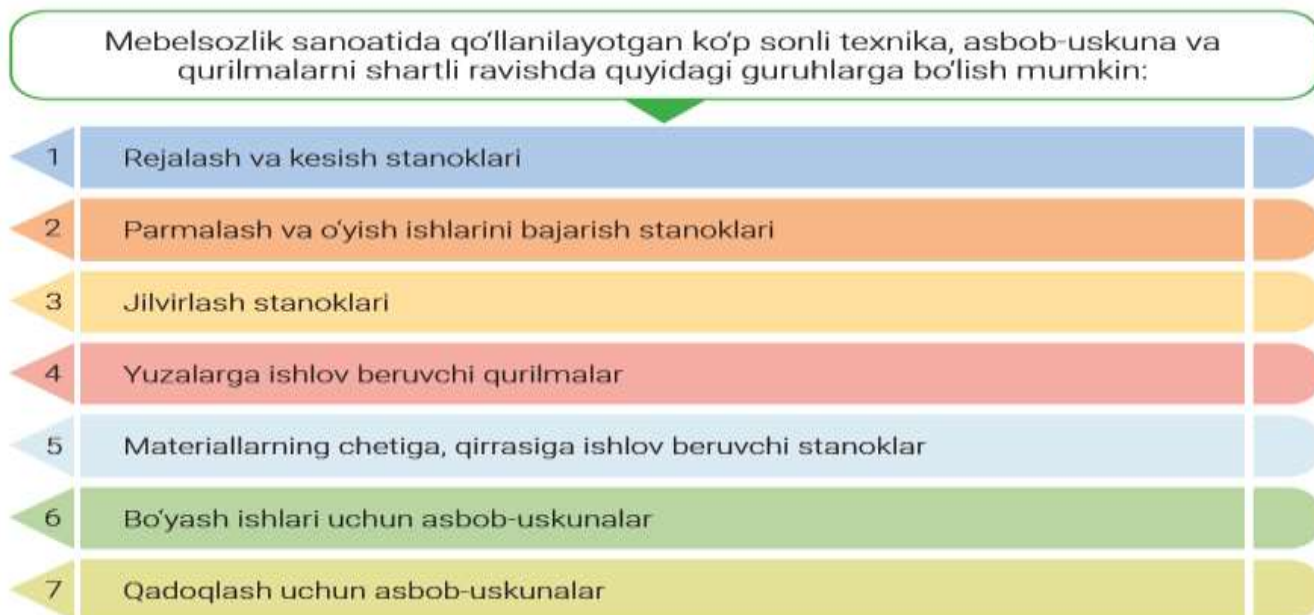 Mebelsozlik sanoatida qo‘llanilayotgan ko‘p sonli texnika, asbob-uskuna va
qurilmalarni shartli ravishda quyidagi guruhlarga bo‘lish mumkin:
1 Rejalash va kesish stanoklari
2 Parmalash va o‘yish ishlarini bajarish stanoklari
3 Jilvirlash stanoklari
4 Yuzalarga ishlov beruvchi qurilmalar
5 Materiallarning chetiga, qirrasiga ishlov beruvchi stanoklar
6 Bo‘yash ishlari uchun asbob-uskunalar
7 Qadoqlash uchun asbob-uskunalar